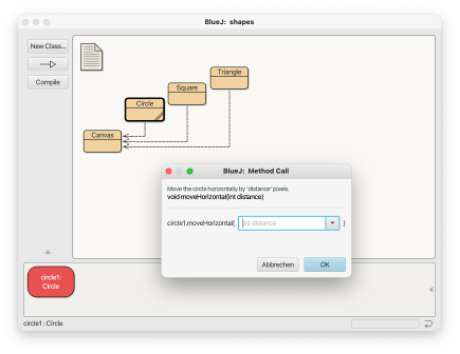 BlueJ: shapes
New Class...
Compile
Triangle
Square
Circle
Canvas
BlueJ: Method Call
Move the circle horizontally by 'distance' pixels.
void moveHorizontal(int distance)
circle1.moveHorizontal( int distance )
Abbrechen
OK
circle1:
Circle
circle1 : Circle